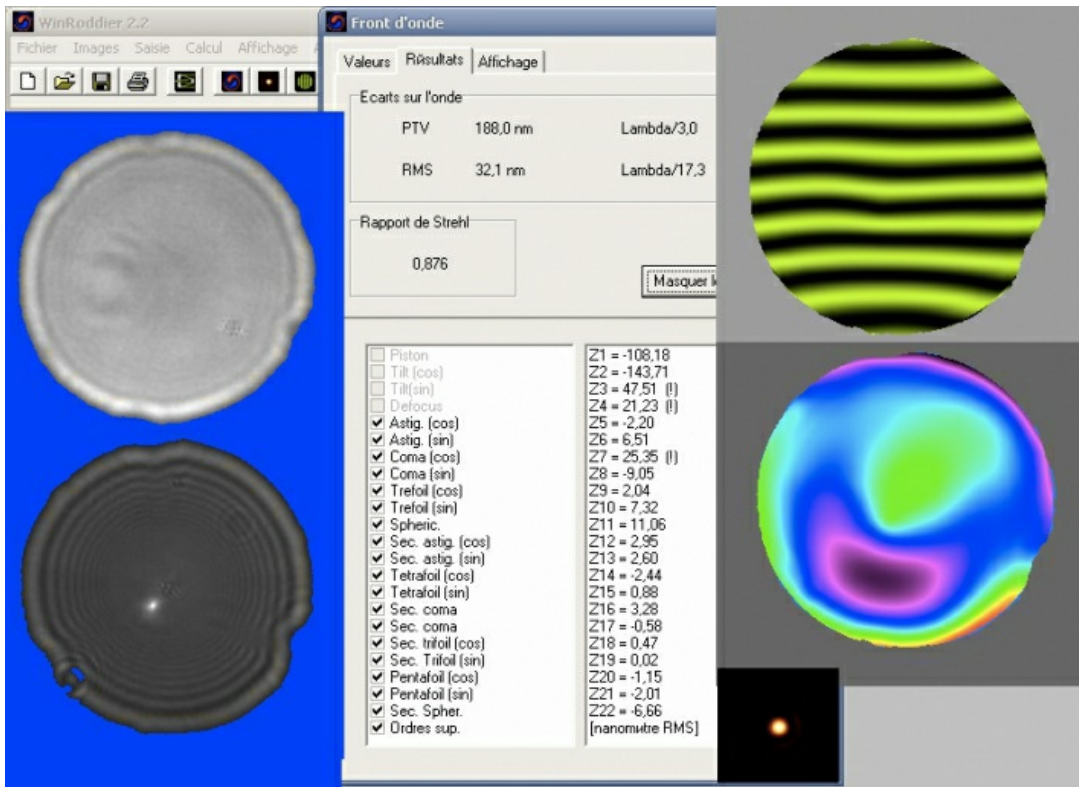 WinRoddier 2.2
Fichier Images Saisie Calcul Affichage
Front d'onde
Valeurs Rйsultats Affichage
Ecarts sur l'onde
PTV 188,0 nm Lambda/3,0
RMS 32,1 nm Lambda/17,3
Rapport de Strehl
0,876
Masquer
Piston Z1 = -108,18
Tilt (cos) Z2 = -143,71
Tilt(sin) Z3 = 47,51 (!)
Defocus Z4 = 21,23 (!)
Astig. (cos) Z5 = -2,20
Astig. (sin) Z6 = 6,51
Coma (cos) Z7 = 25,35 (!)
Coma (sin) Z8 = -9,05
Trefoil (cos) Z9 = 2,04
Trefoil (sin) Z10 = 7,32
Spheric. Z11 = 11,06
Sec. astig. (cos) Z12 = 2,95
Sec. astig. (sin) Z13 = 2,60
Tetrafoil (cos) Z14 = -2,44
Tetrafoil (sin) Z15 = 0,88
Sec. coma Z16 = 3,28
Sec. coma Z17 = -0,58
Sec. trifoil (cos) Z18 = 0,47
Sec. Trifoil (sin) Z19 = 0,02
Pentafoil (cos) Z20 = -1,15
Pentafoil (sin) Z21 = -2,01
Sec. Spher. Z22 = -6,66
Ordres sup. [nanomиtre RMS]